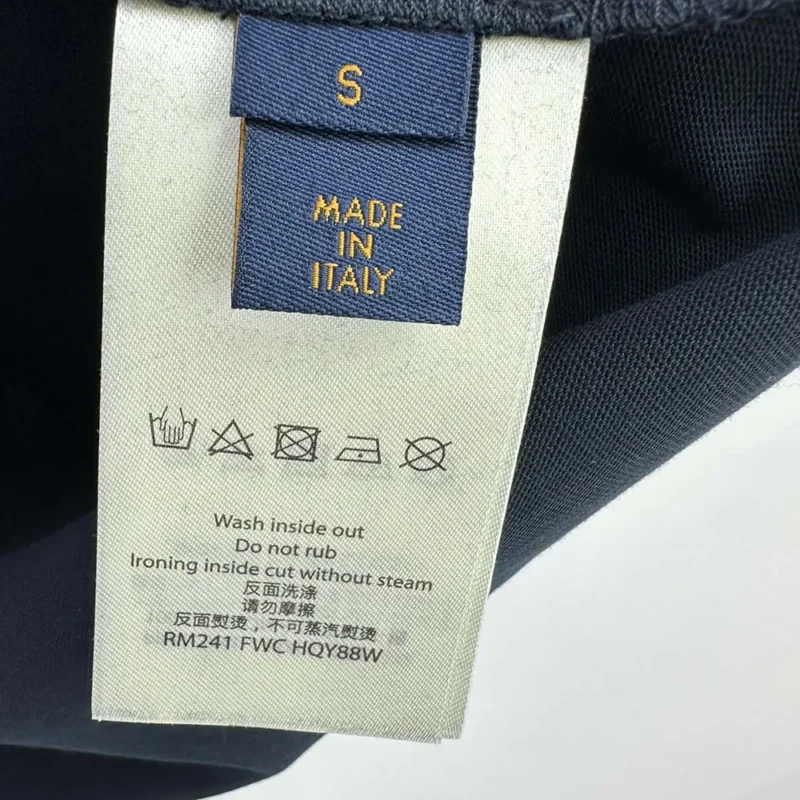 S
MADE
IN
ITALY
Wash inside out
Do not rub
Ironing inside cut without steam
反面洗涤
请勿摩擦
反面熨烫，不可蒸汽熨烫
RM241 FWC HQY88W